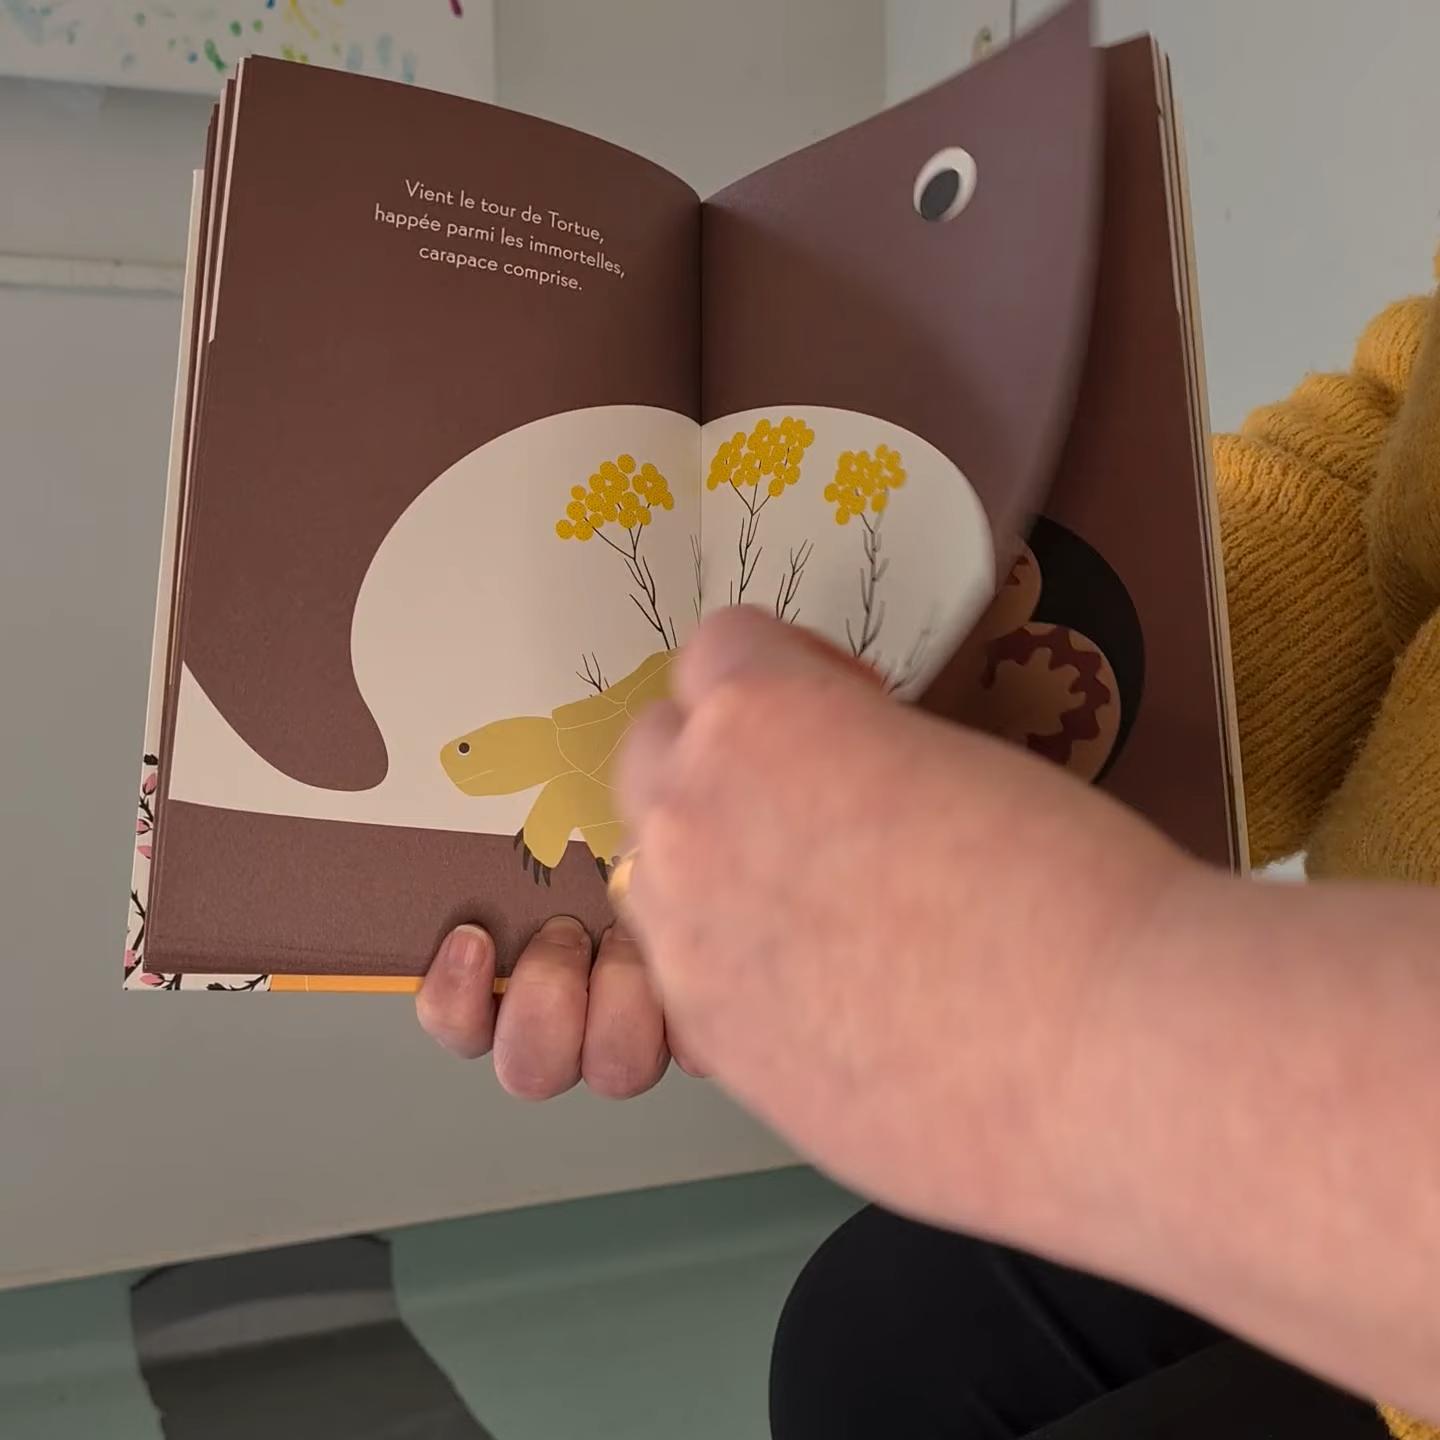 Vient le tour de Tortue,
happée parmi les immortelles,
carapace comprise.